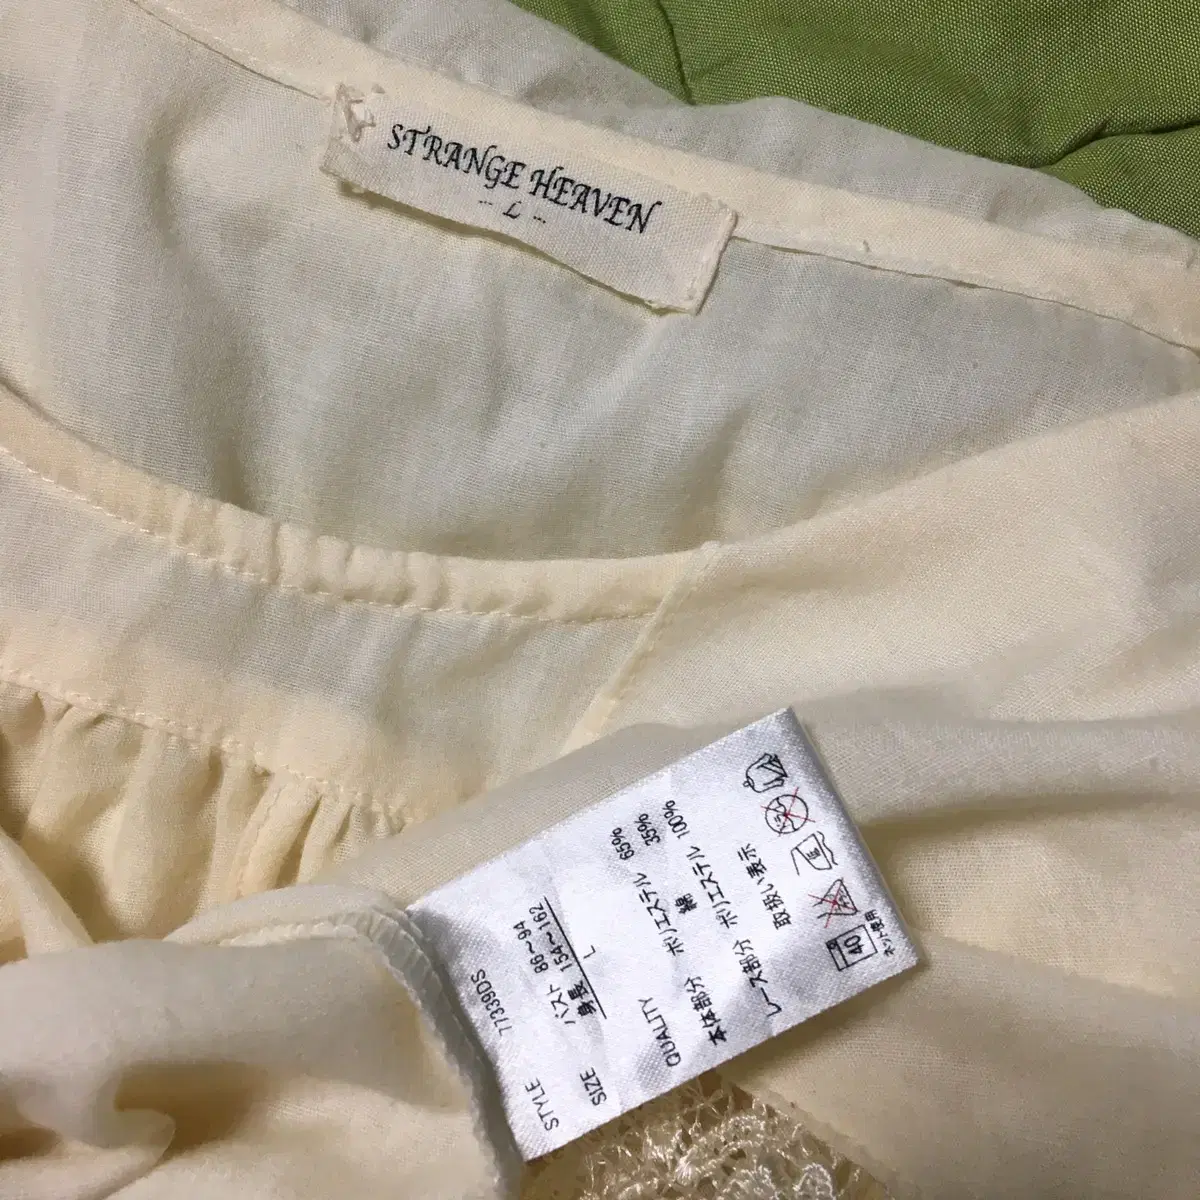 STRANGE HEAVEN
-- L --
STYLE 77339DS
SIZE バスト 86~94
身長 154~162
L
QUALITY
本体部分 ポリエステル 65%
綿 35%
レース部分 ポリエステル 100%
取扱い表示
40
ネット使用